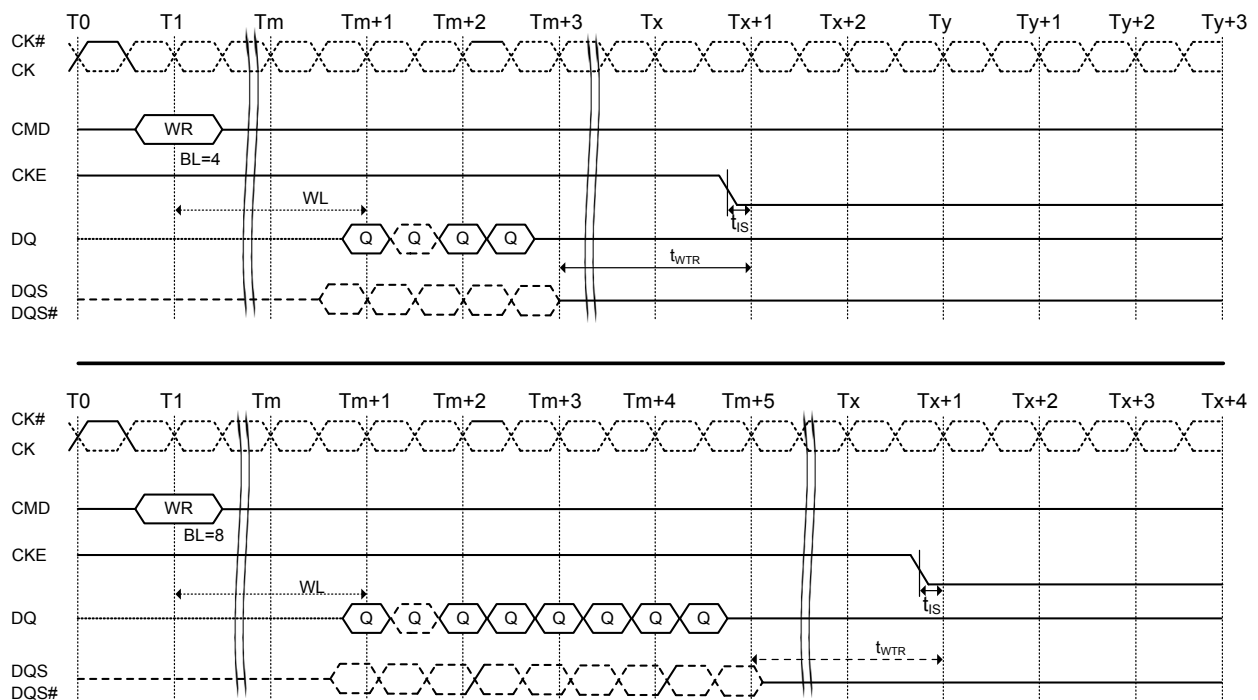 T0 T1 Tm Tm+1 Tm+2 Tm+3 Tx Tx+1 Tx+2 Ty Ty+1 Ty+2 Ty+3
CK#
CK
CMD WR
BL=4
CKE
WL
tIS
DQ Q Q Q Q
tWTR
DQS
DQS#
T0 T1 Tm Tm+1 Tm+2 Tm+3 Tm+4 Tm+5 Tx Tx+1 Tx+2 Tx+3 Tx+4
CK#
CK
CMD WR
BL=8
CKE
WL
tIS
DQ Q Q Q Q Q Q Q Q
tWTR
DQS
DQS#